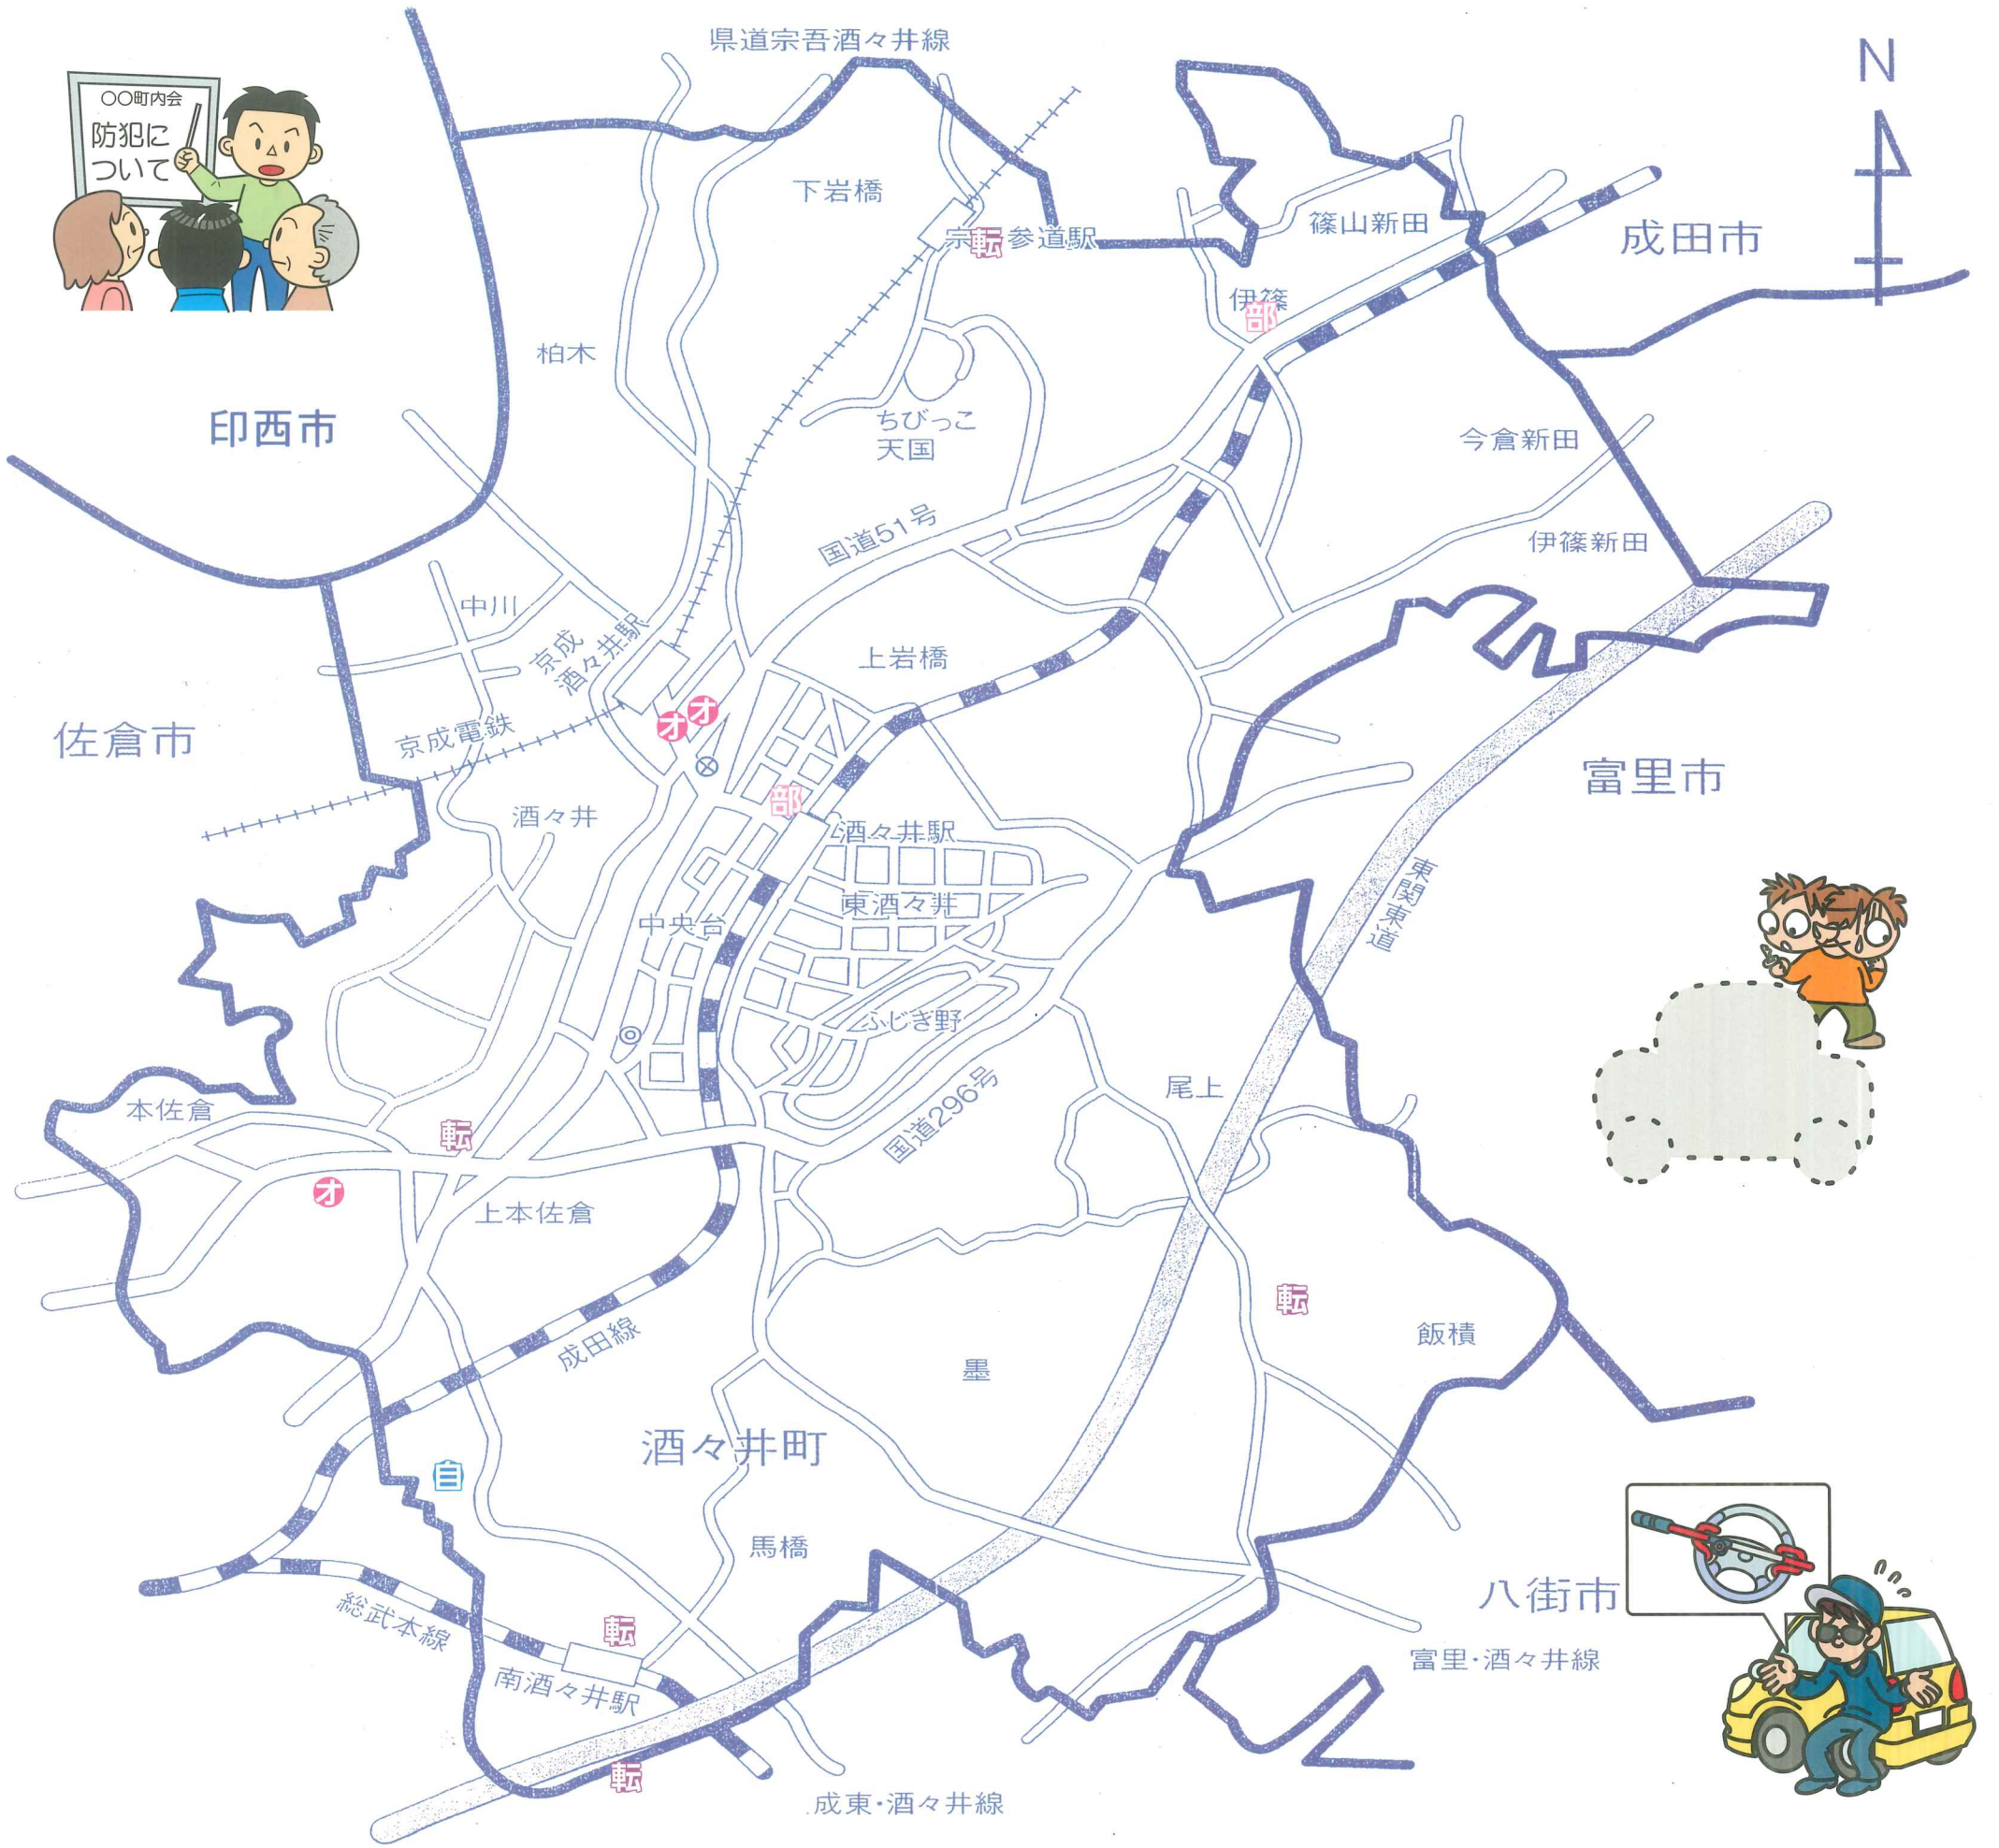 県道宗吾酒々井線
N
〇〇町内会
防犯に
ついて
下岩橋
篠山新田
成田市
宗
転
参道駅
伊篠
部
柏木
印西市
ちびっこ
天国
今倉新田
国道51号
伊篠新田
中川
京成
酒々井駅
上岩橋
佐倉市
京成電鉄
オ
オ
富里市
部
酒々井
酒々井駅
東関東道
東酒々井
中央台
ふじき野
尾上
本佐倉
転
国道296号
オ
上本佐倉
転
成田線
飯積
墨
酒々井町
自
馬橋
八街市
総武本線
転
富里・酒々井線
南酒々井駅
転
成東・酒々井線